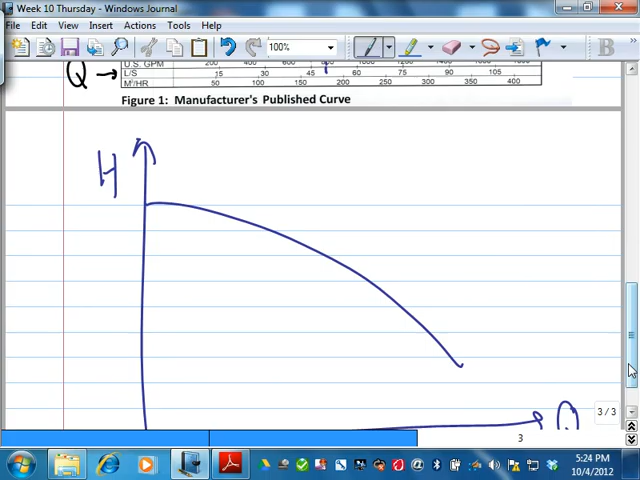 Week 10 Thursday - Windows Journal
File Edit View Insert Actions Tools Help
100%
B
Q →
U.S. GPM 200 400 600 1000 1200 1400 1600 1800
L/S 15 30 45 60 75 90 105
M³/HR 50 100 150 200 250 300 350 400
Figure 1: Manufacturer's Published Curve
H
Q
3/3
3
5:24 PM
10/4/2012